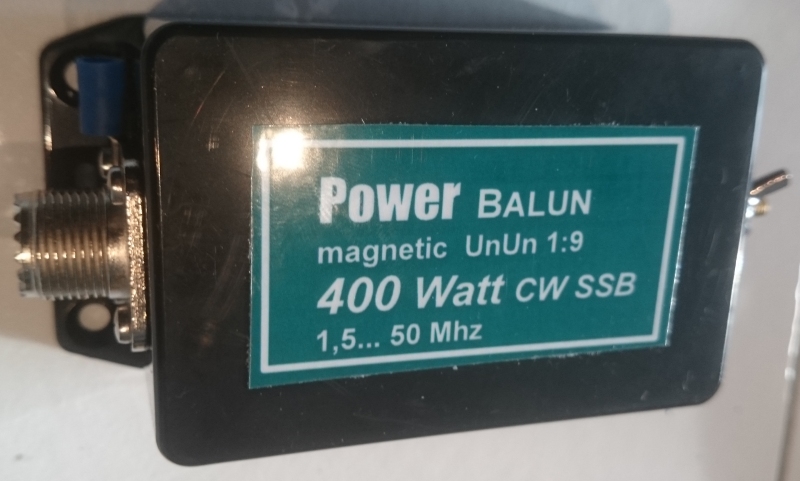 Power BALUN
magnetic UnUn 1:9
400 Watt CW SSB
1,5... 50 Mhz